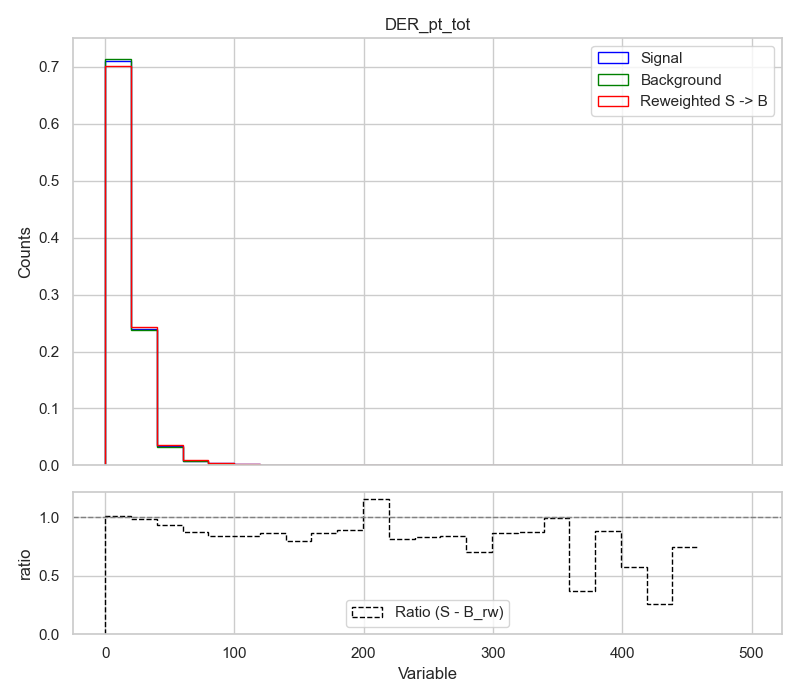 DER_pt_tot
Signal
Background
Reweighted S -> B
Counts
0.7
0.6
0.5
0.4
0.3
0.2
0.1
0.0
ratio
1.0
0.5
0.0
Ratio (S - B_rw)
0 100 200 300 400 500
Variable